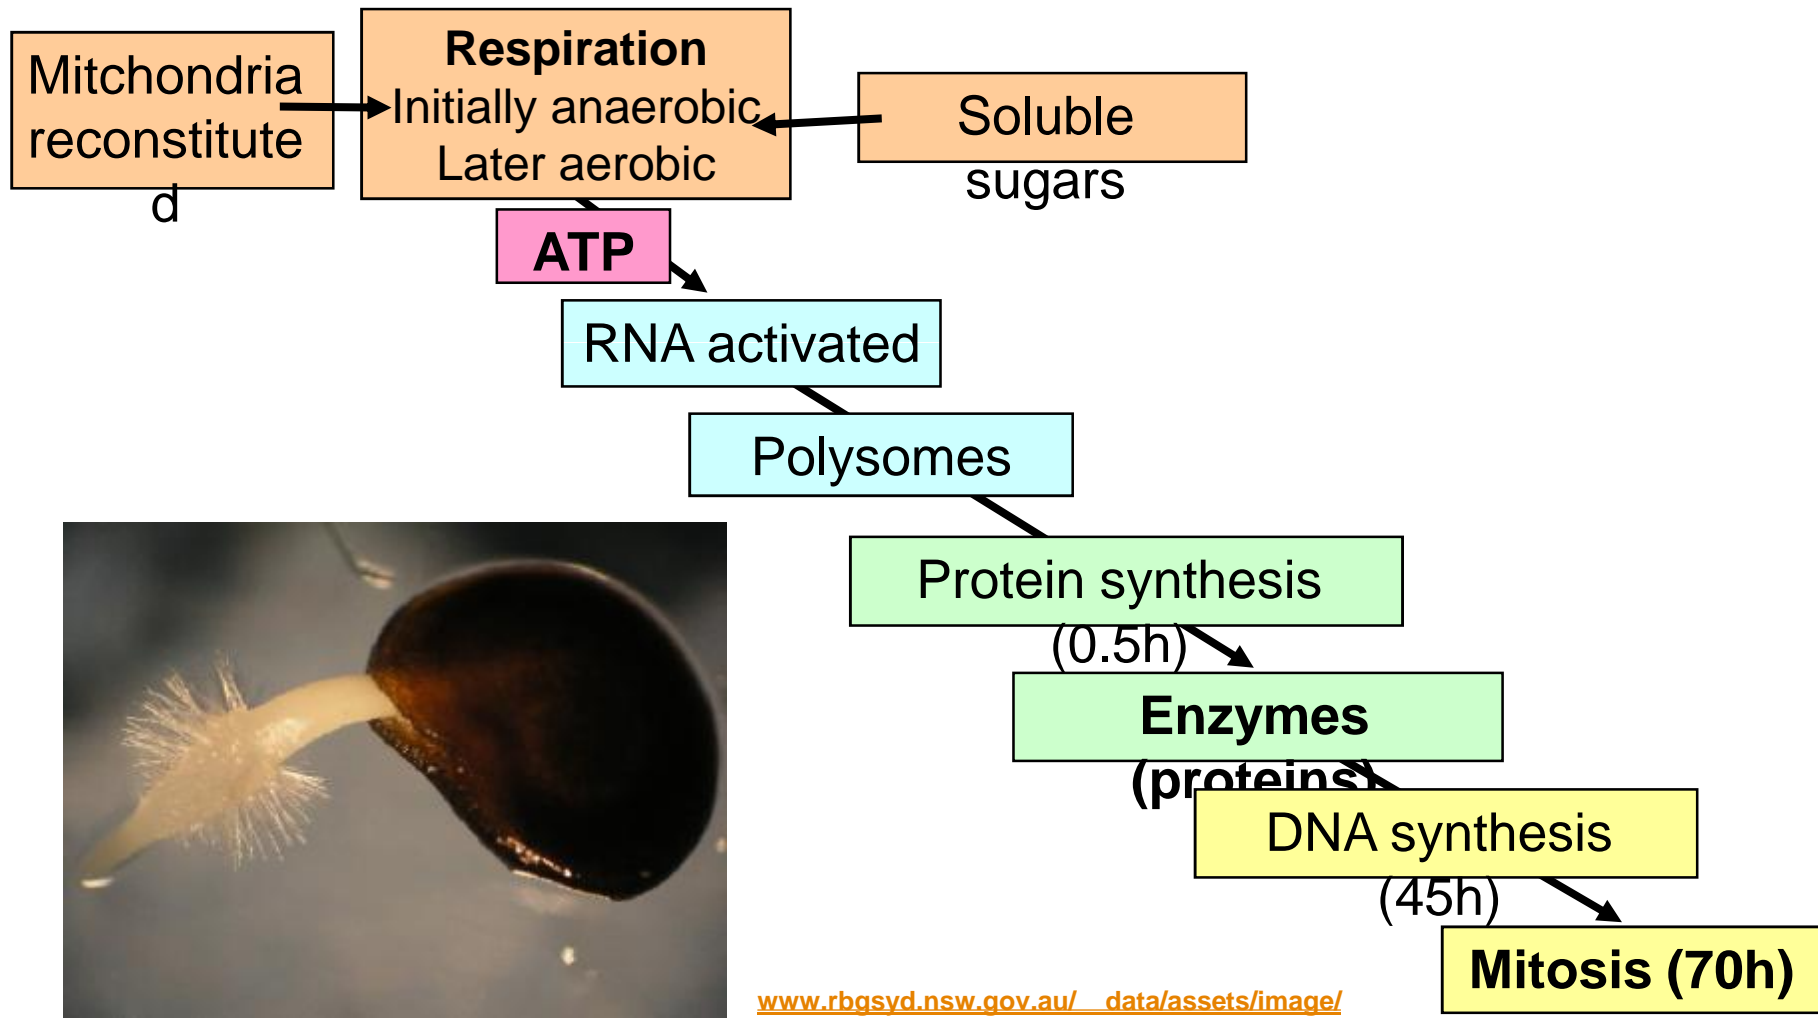 Mitchondria
reconstitute
d
Respiration
Initially anaerobic
Later aerobic
Soluble
sugars
ATP
RNA activated
Polysomes
Protein synthesis
(0.5h)
Enzymes
(proteins)
DNA synthesis
(45h)
Mitosis (70h)
www.rbgsyd.nsw.gov.au/__data/assets/image/